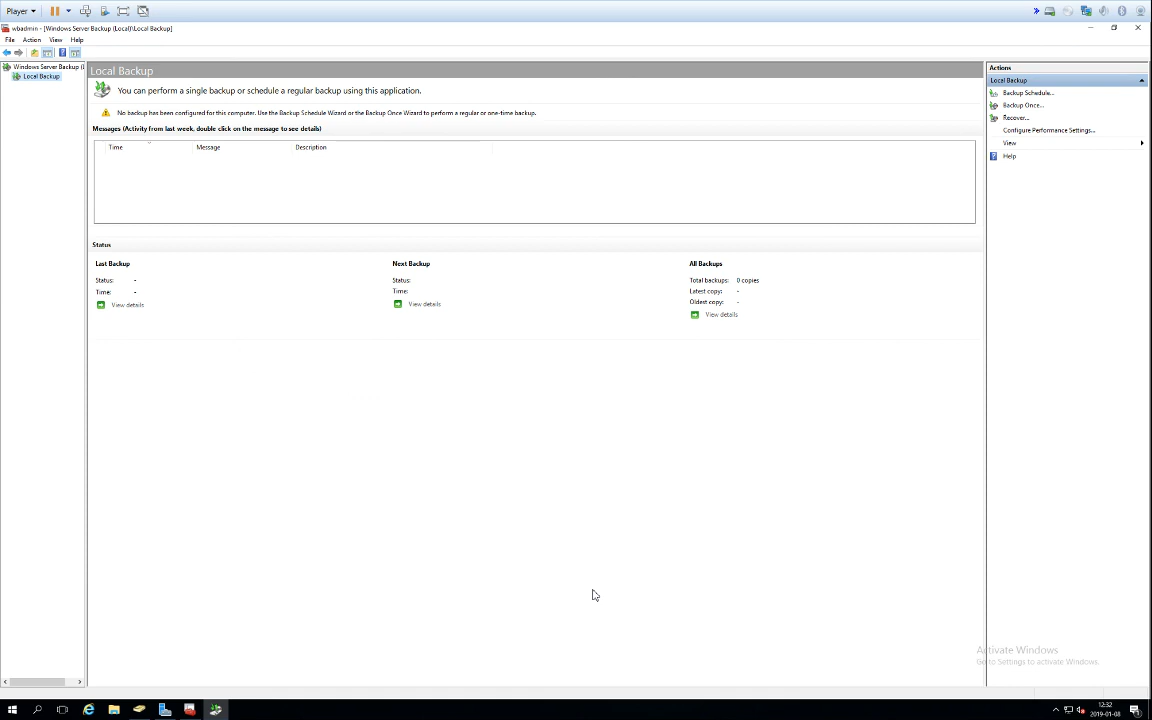 Player
wbadmin - [Windows Server Backup (Local)\Local Backup]
File Action View Help
Windows Server Backup (L
Local Backup
Local Backup
You can perform a single backup or schedule a regular backup using this application.
No backup has been configured for this computer. Use the Backup Schedule Wizard or the Backup Once Wizard to perform a regular or one-time backup.
Messages (Activity from last week, double click on the message to see details)
Time Message Description
Status
Last Backup
Status: -
Time: -
View details
Next Backup
Status:
Time:
View details
All Backups
Total backups: 0 copies
Latest copy: -
Oldest copy: -
View details
Actions
Local Backup
Backup Schedule...
Backup Once...
Recover...
Configure Performance Settings...
View
Help
Activate Windows
Go to Settings to activate Windows.
12:32
2019-01-08